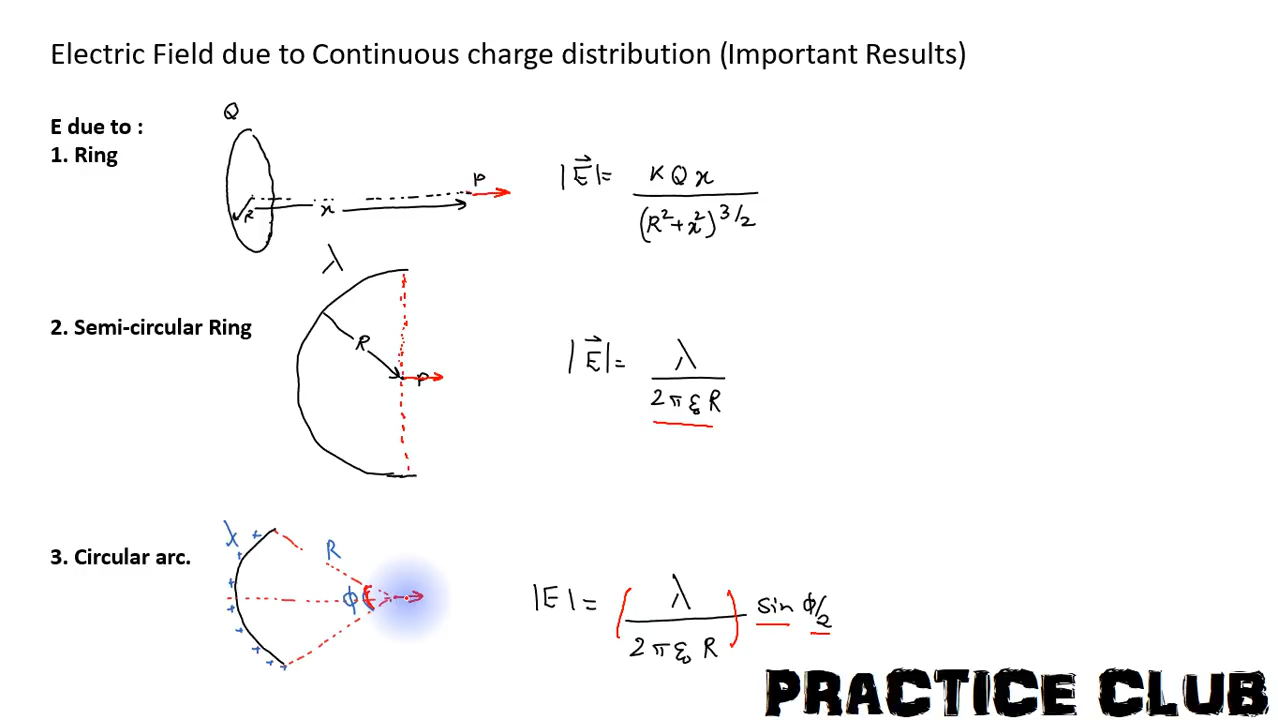 Electric Field due to Continuous charge distribution (Important Results)
E due to :
1. Ring
Q
R
x
P
|E⃗|= KQx / (R²+x²)^3/2
2. Semi-circular Ring
λ
R
P
|E⃗|= λ / 2πε₀R
3. Circular arc.
λ
R
ϕ
|E|= (λ / 2πε₀R) sin ϕ/2
PRACTICE CLUB